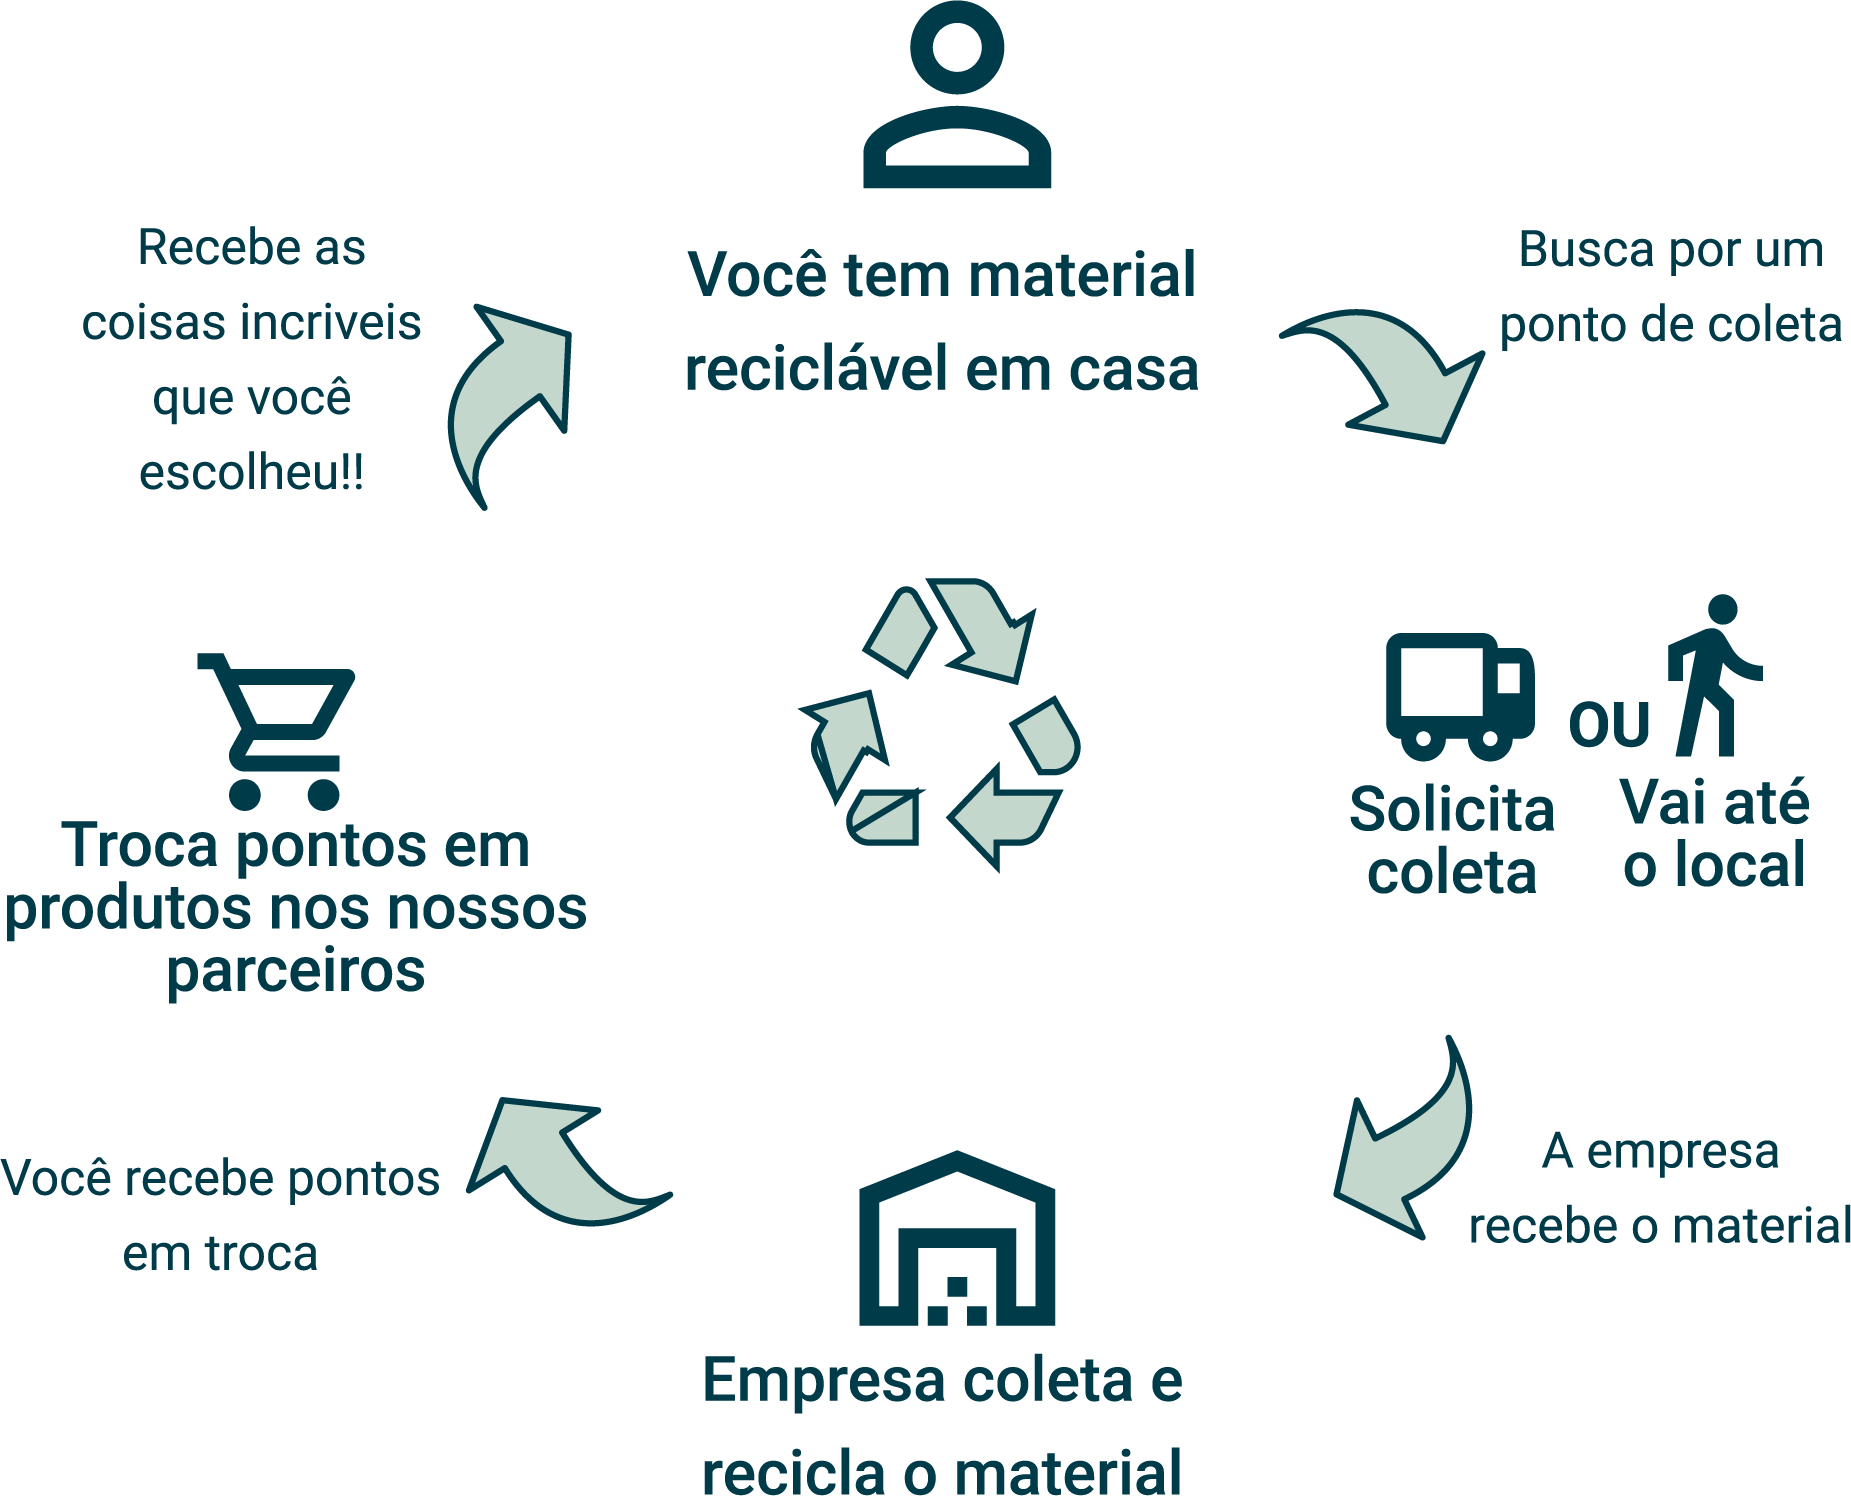 Você tem material
reciclável em casa
Busca por um
ponto de coleta
Solicita
coleta
OU
Vai até
o local
A empresa
recebe o material
Empresa coleta e
recicla o material
Você recebe pontos
em troca
Troca pontos em
produtos nos nossos
parceiros
Recebe as
coisas incriveis
que você
escolheu!!